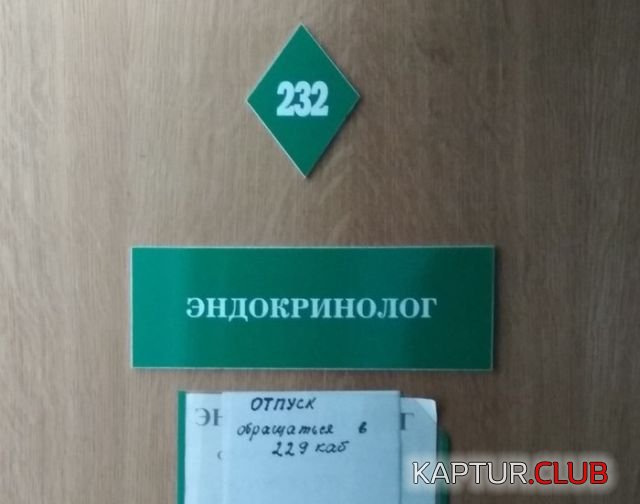 232
ЭНДОКРИНОЛОГ
ОТПУСК
обращаться в
229 каб
KAPTUR.CLUB